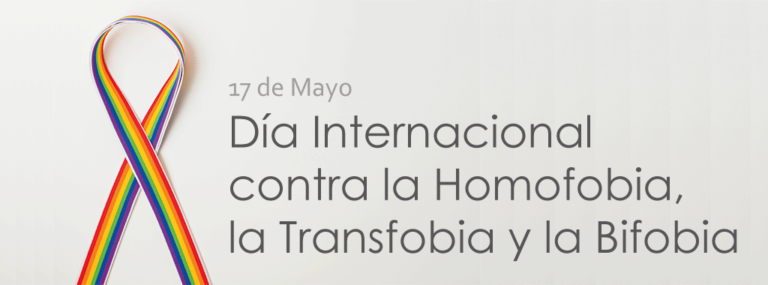 17 de Mayo
Día Internacional
contra la Homofobia,
la Transfobia y la Bifobia